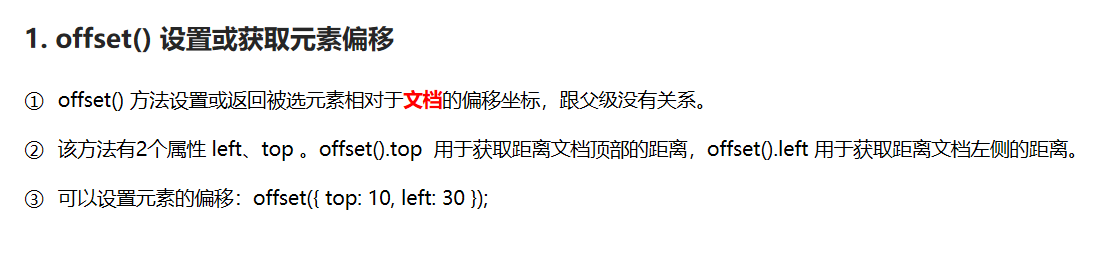 1. offset() 设置或获取元素偏移
① offset() 方法设置或返回被选元素相对于文档的偏移坐标，跟父级没有关系。
② 该方法有2个属性 left、top 。offset().top 用于获取距离文档顶部的距离，offset().left 用于获取距离文档左侧的距离。
③ 可以设置元素的偏移：offset({ top: 10, left: 30 });